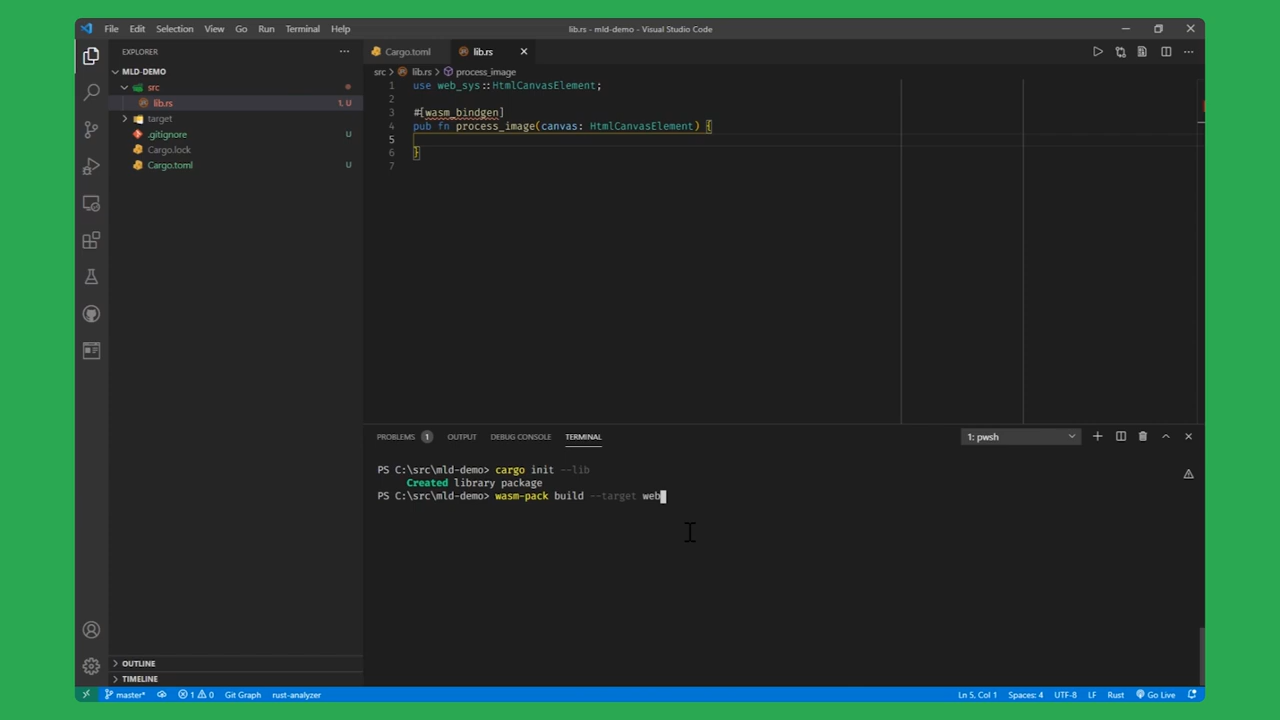 File Edit Selection View Go Run Terminal Help
lib.rs - mld-demo - Visual Studio Code
EXPLORER
MLD-DEMO
src
lib.rs 1, U
target
.gitignore U
Cargo.lock
Cargo.toml U
OUTLINE
TIMELINE
Cargo.toml lib.rs
src > lib.rs > process_image
1 use web_sys::HtmlCanvasElement;
2
3 #[wasm_bindgen]
4 pub fn process_image(canvas: HtmlCanvasElement) {
5
6 }
7
PROBLEMS 1 OUTPUT DEBUG CONSOLE TERMINAL
1: pwsh
PS C:\src\mld-demo> cargo init --lib
Created library package
PS C:\src\mld-demo> wasm-pack build --target web
master* 1 0 Git Graph rust-analyzer
Ln 5, Col 1 Spaces: 4 UTF-8 LF Rust Go Live